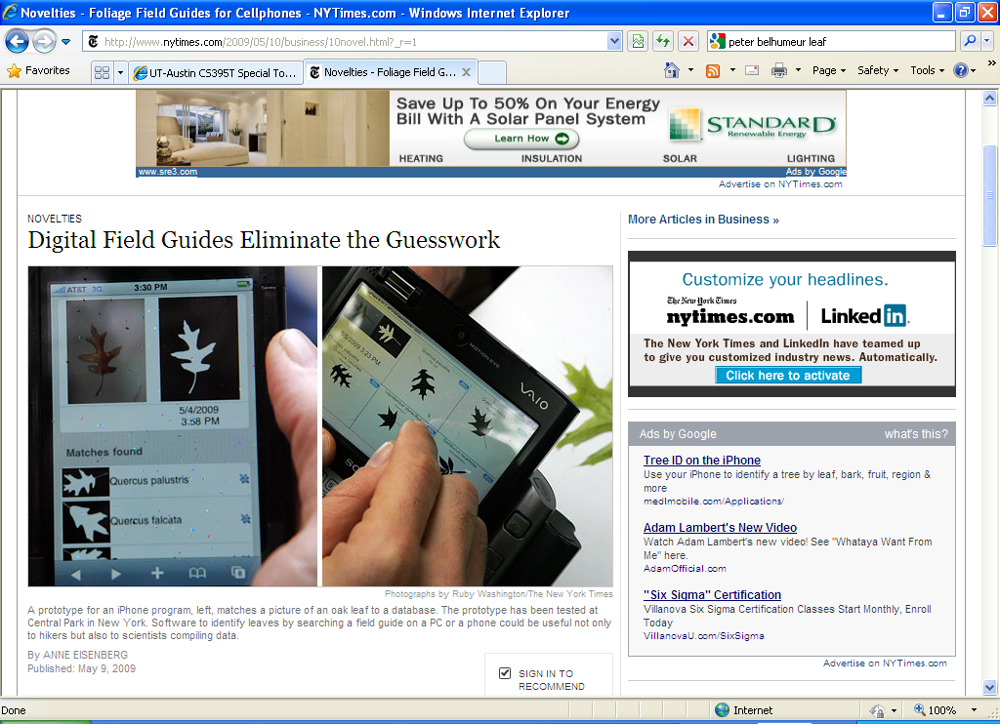 Novelties - Foliage Field Guides for Cellphones - NYTimes.com - Windows Internet Explorer
http://www.nytimes.com/2009/05/10/business/10novel.html?_r=1
peter belhumeur leaf
Favorites
UT-Austin CS395T Special To...
Novelties - Foliage Field G...
Page
Safety
Tools
Save Up To 50% On Your Energy
Bill With A Solar Panel System
Learn How
STANDARD
Renewable Energy
HEATING INSULATION SOLAR LIGHTING
www.sre3.com
Ads by Google
Advertise on NYTimes.com
NOVELTIES
Digital Field Guides Eliminate the Guesswork
AT&T 3G 3:30 PM
5/4/2009
3:58 PM
Matches found
Quercus palustris
Quercus falcata
5/5/2009 3:23 PM
MOTION EYE
VAIO
Photographs by Ruby Washington/The New York Times
A prototype for an iPhone program, left, matches a picture of an oak leaf to a database. The prototype has been tested at
Central Park in New York. Software to identify leaves by searching a field guide on a PC or a phone could be useful not only
to hikers but also to scientists compiling data.
By ANNE EISENBERG
Published: May 9, 2009
SIGN IN TO
RECOMMEND
More Articles in Business »
Customize your headlines.
The New York Times
nytimes.com
Linked in
The New York Times and LinkedIn have teamed up
to give you customized industry news. Automatically.
Click here to activate
Ads by Google what's this?
Tree ID on the iPhone
Use your iPhone to identify a tree by leaf, bark, fruit, region &
more
medlmobile.com/Applications/
Adam Lambert's New Video
Watch Adam Lambert's new video! See "Whataya Want From
Me" here.
AdamOfficial.com
"Six Sigma" Certification
Villanova Six Sigma Certification Classes Start Monthly, Enroll
Today
VillanovaU.com/SixSigma
Advertise on NYTimes.com
Done
Internet
100%